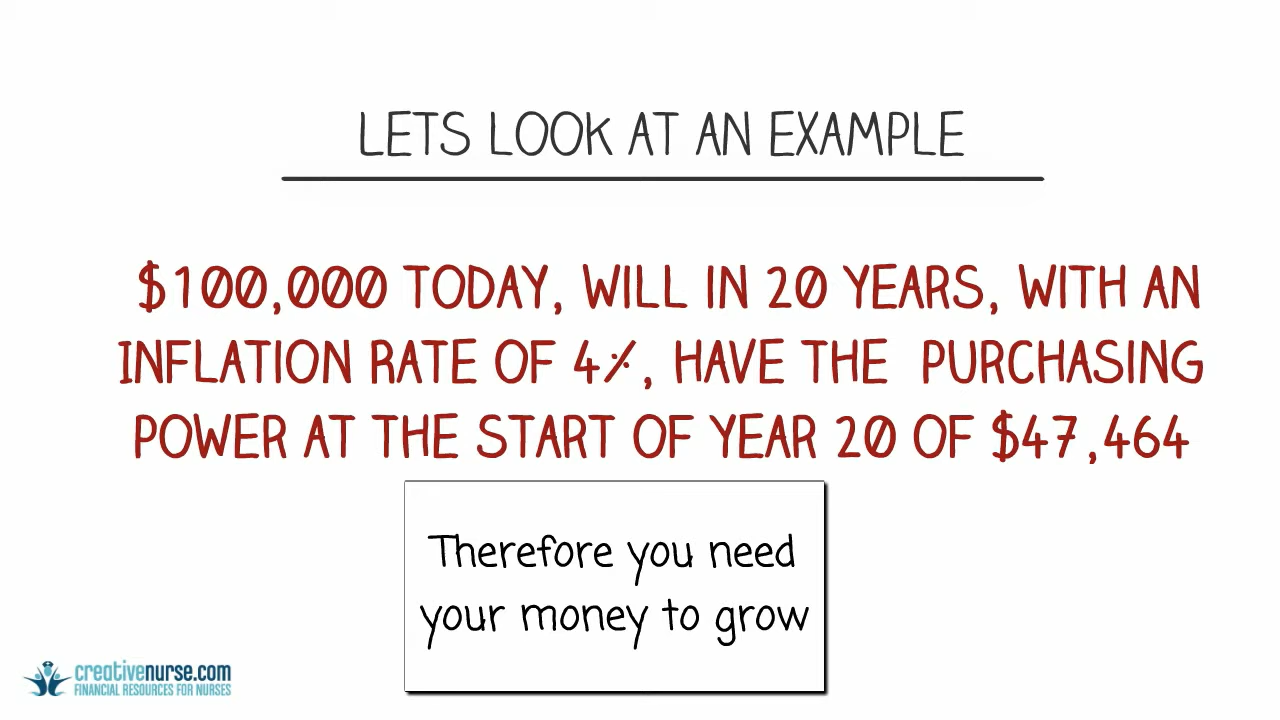 LETS LOOK AT AN EXAMPLE
$100,000 TODAY, WILL IN 20 YEARS, WITH AN
INFLATION RATE OF 4%, HAVE THE PURCHASING
POWER AT THE START OF YEAR 20 OF $47,464
Therefore you need
your money to grow
creativenurse.com
FINANCIAL RESOURCES FOR NURSES